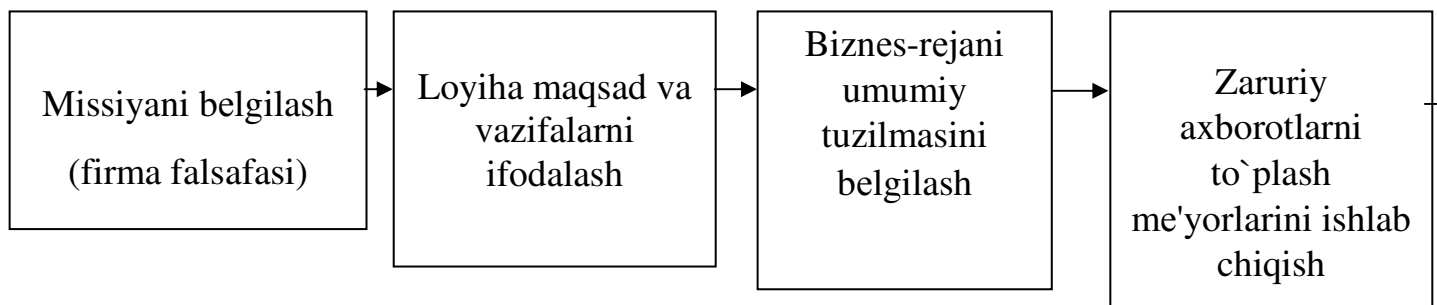 Missiyani belgilash
(firma falsafasi)
Loyiha maqsad va
vazifalarni
ifodalash
Biznes-rejani
umumiy
tuzilmasini
belgilash
Zaruriy
axborotlarni
to`plash
me'yorlarini ishlab
chiqish